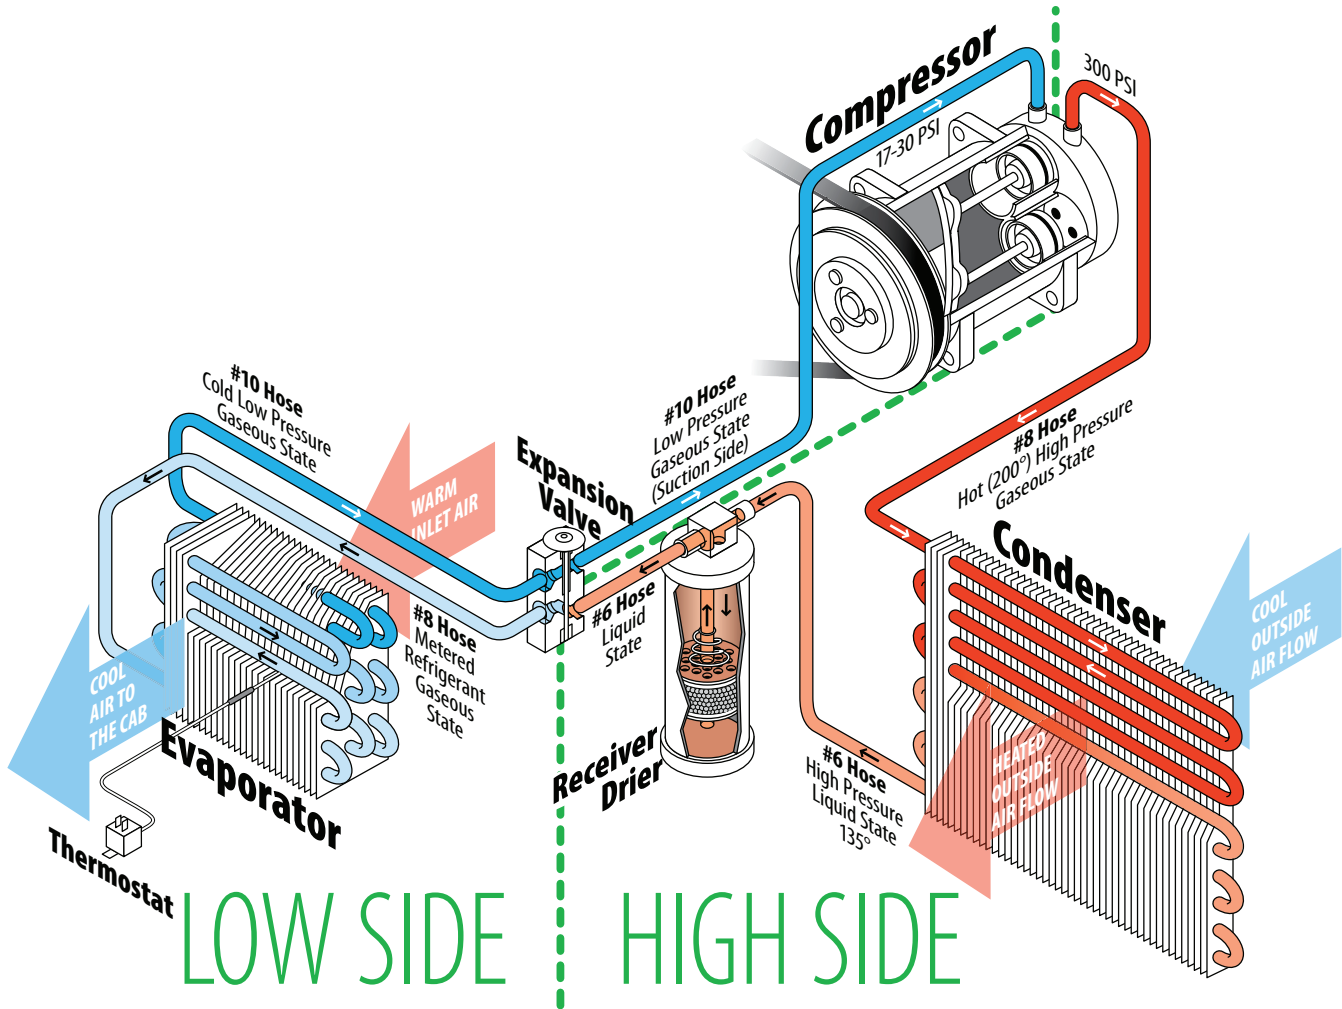 Compressor
300 PSI
17-30 PSI
#10 Hose
Cold Low Pressure
Gaseous State
#10 Hose
Low Pressure
Gaseous State
(Suction Side)
#8 Hose
Hot (200°) High Pressure
Gaseous State
Expansion
Valve
WARM
INLET AIR
Condenser
COOL
OUTSIDE
AIR FLOW
#6 Hose
Liquid
State
#8 Hose
Metered
Refrigerant
Gaseous
State
COOL
AIR TO
THE CAB
Evaporator
Receiver
Drier
#6 Hose
High Pressure
Liquid State
135°
HEATED
OUTSIDE
AIR FLOW
Thermostat
LOW SIDE
HIGH SIDE